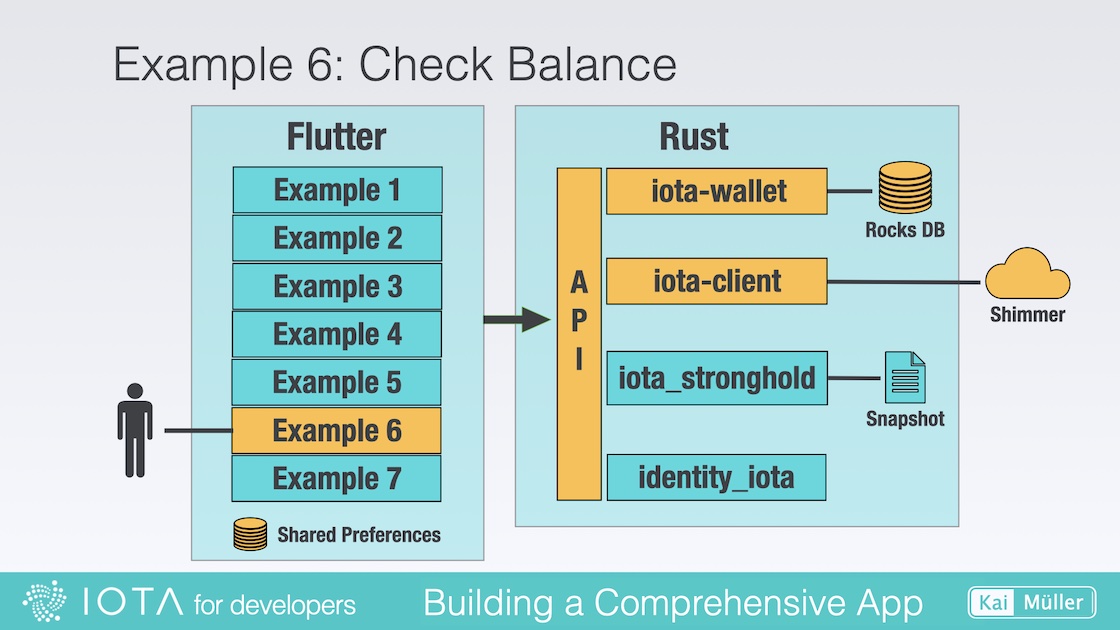 Example 6: Check Balance
Flutter
Example 1
Example 2
Example 3
Example 4
Example 5
Example 6
Example 7
Shared Preferences
Rust
A
P
I
iota-wallet
Rocks DB
iota-client
Shimmer
iota_stronghold
Snapshot
identity_iota
IOTA for developers
Building a Comprehensive App
Kai Müller